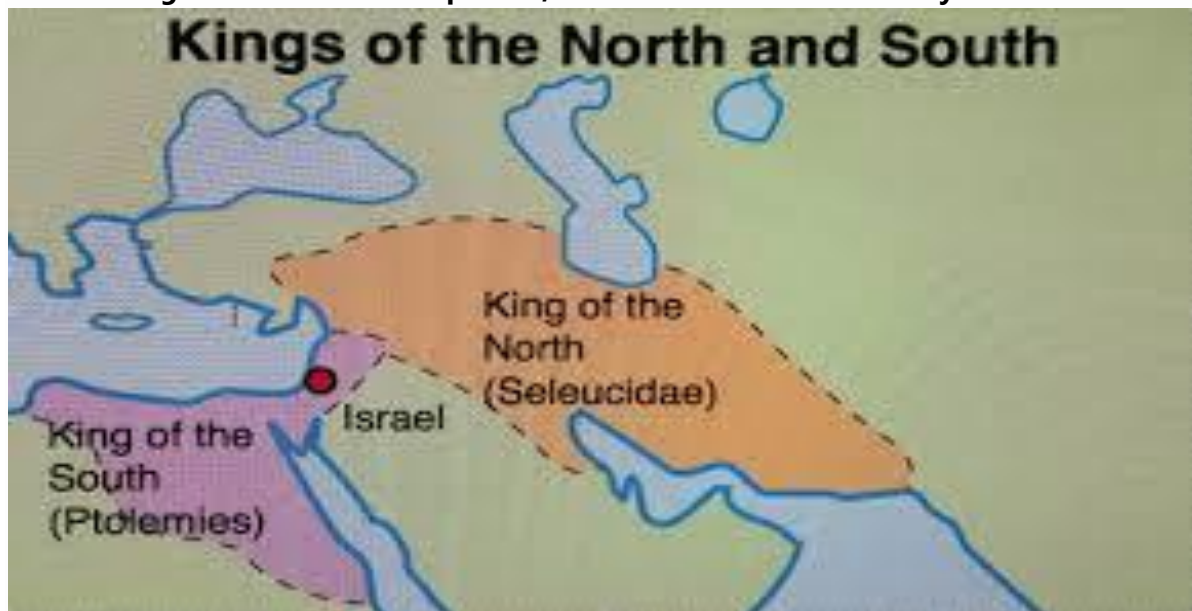 Kings of the North and South
King of the
North
(Seleucidae)
Israel
King of the
South
(Ptolemies)